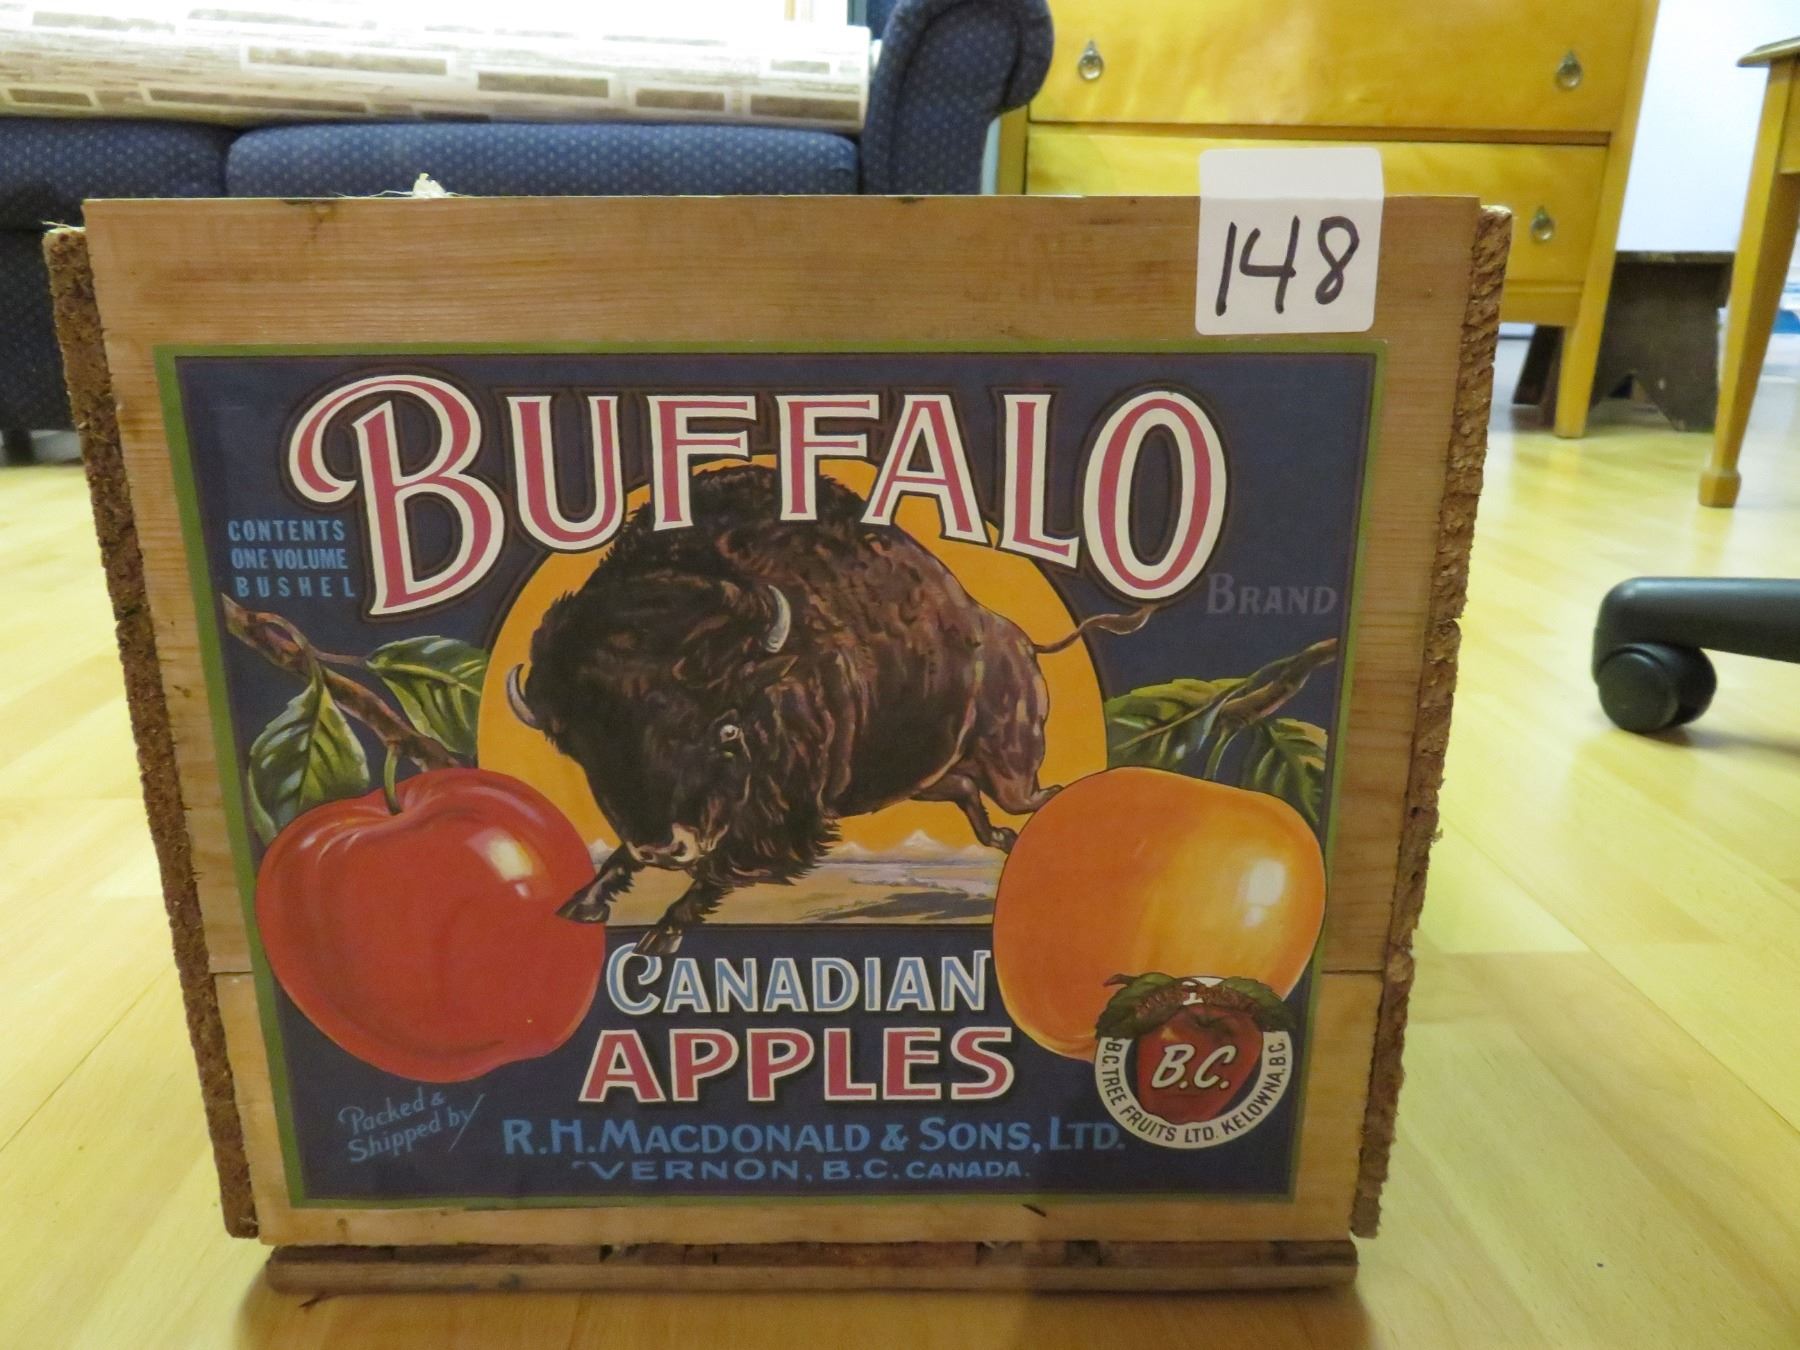 148
BUFFALO
BRAND
CONTENTS
ONE VOLUME
BUSHEL
CANADIAN
APPLES
Packed &
Shipped by
R.H. MACDONALD & SONS, LTD.
VERNON, B.C. CANADA.
B.C.
B.C. TREE FRUITS LTD. KELOWNA, B.C.